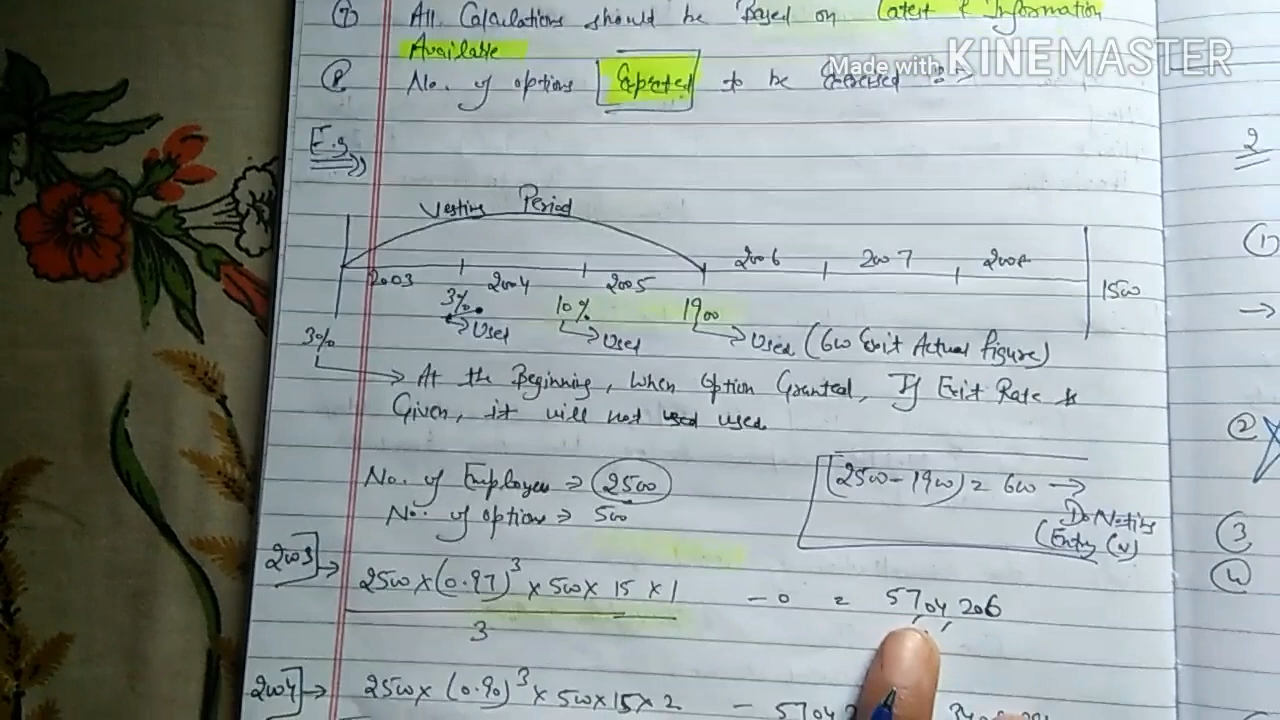 ⑦ All Calculations should be Based on Latest & Information
Available
Made with KINEMASTER
⑧ No. of options Expected to be Exercised :->
E.g
Vesting Period
2003 2004 2005 2006 2007 2008
3% 10% 1900 1500
Used Used Used (600 Exit Actual figure)
3%
At the Beginning, When Option Granted, If Exit Rate is
Given, it will not used used.
No. of Employees => 2500
No. of option => 500
(2500 - 1900) = 600 →
Do Nothing
(Entry (v)
2003] → 2500 x (0.97)³ x 500 x 15 x 1 - 0 = 5704206
3
2004] → 2500 x (0.90)³ x 500 x 15 x 2 - 5704
2
①
②
③
④